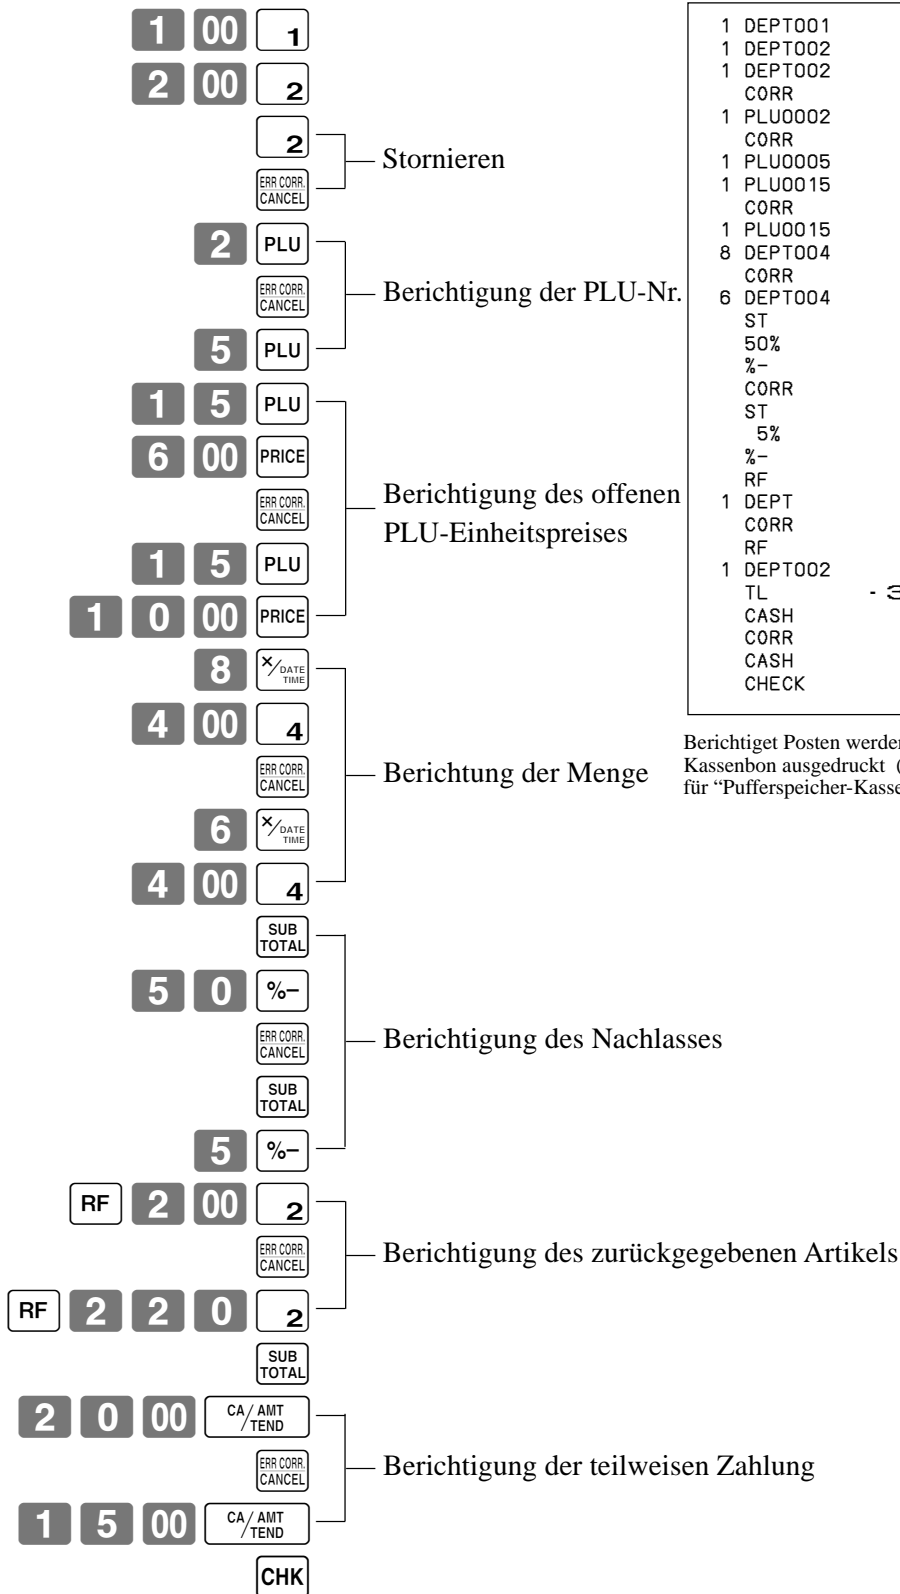 1 00 1
2 00 2
2
ERR CORR. CANCEL
Stornieren
2 PLU
ERR CORR. CANCEL
5 PLU
Berichtigung der PLU-Nr.
1 5 PLU
6 00 PRICE
ERR CORR. CANCEL
1 5 PLU
1 0 00 PRICE
Berichtigung des offenen
PLU-Einheitspreises
8 ×/DATE TIME
4 00 4
ERR CORR. CANCEL
6 ×/DATE TIME
4 00 4
Berichtung der Menge
SUB TOTAL
5 0 %−
ERR CORR. CANCEL
SUB TOTAL
5 %−
Berichtigung des Nachlasses
RF 2 00 2
ERR CORR. CANCEL
RF 2 2 0 2
Berichtigung des zurückgegebenen Artikels
SUB TOTAL
2 0 00 CA/AMT TEND
ERR CORR. CANCEL
1 5 00 CA/AMT TEND
Berichtigung der teilweisen Zahlung
CHK
1 DEPT001
1 DEPT002
1 DEPT002
CORR
1 PLU0002
CORR
1 PLU0005
1 PLU0015
CORR
1 PLU0015
8 DEPT004
CORR
6 DEPT004
ST
50%
%-
CORR
ST
5%
%-
RF
1 DEPT
CORR
RF
1 DEPT002
TL
CASH
CORR
CASH
CHECK
Berichtiget Posten werden
Kassenbon ausgedruckt (
für “Pufferspeicher-Kasse